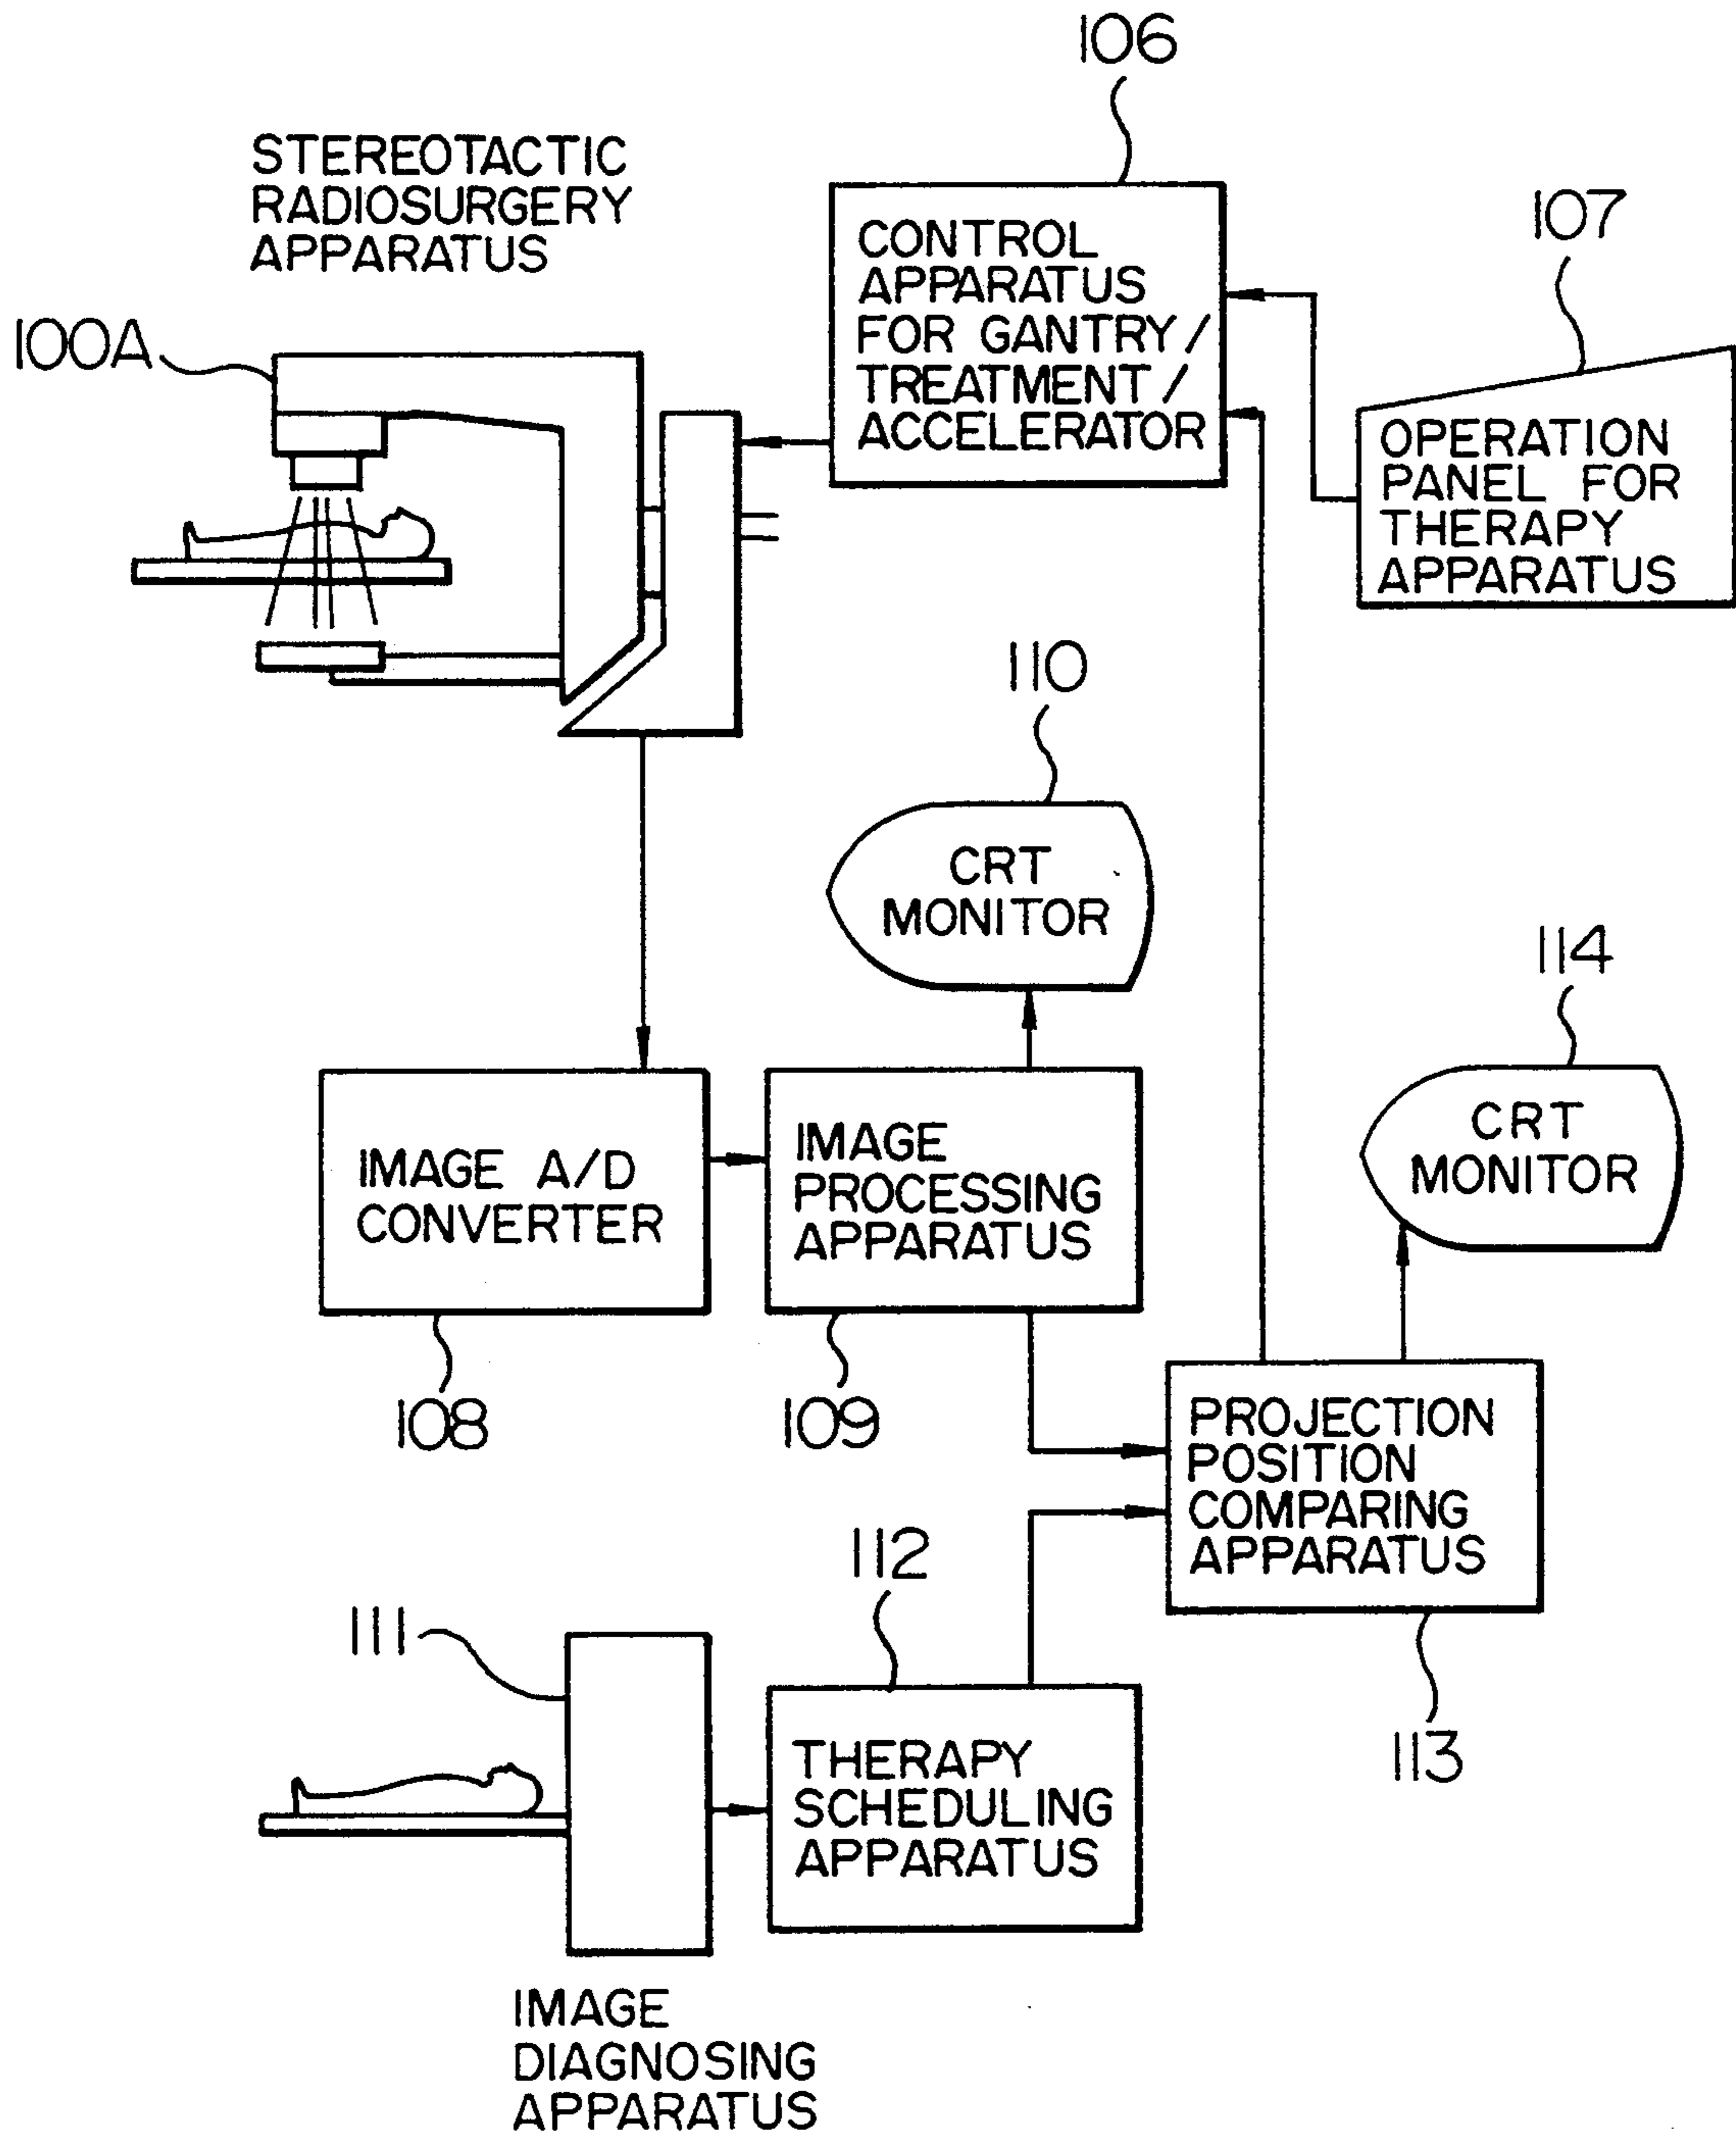 106
STEREOTACTIC
RADIOSURGERY
APPARATUS
100A
CONTROL
APPARATUS
FOR GANTRY/
TREATMENT/
ACCELERATOR
107
OPERATION
PANEL FOR
THERAPY
APPARATUS
110
CRT
MONITOR
114
CRT
MONITOR
IMAGE A/D
CONVERTER
108
IMAGE
PROCESSING
APPARATUS
109
PROJECTION
POSITION
COMPARING
APPARATUS
113
112
111
THERAPY
SCHEDULING
APPARATUS
IMAGE
DIAGNOSING
APPARATUS